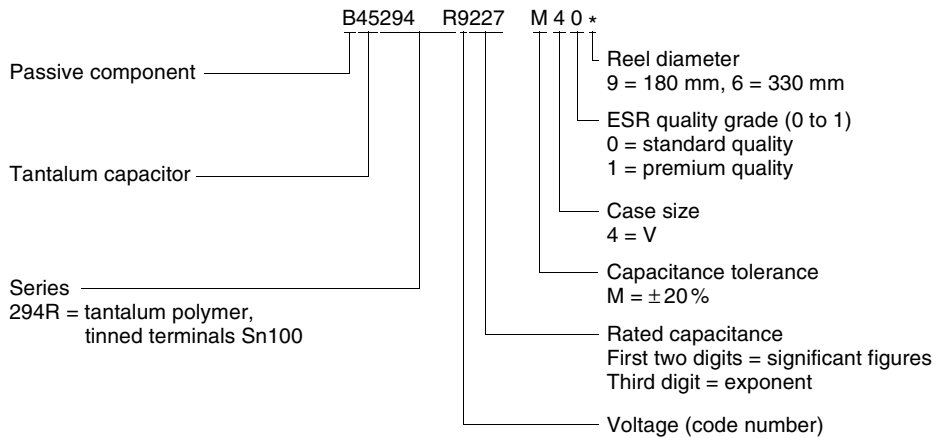 B45294 R9227 M 4 0 *
Passive component
Tantalum capacitor
Series
294R = tantalum polymer,
tinned terminals Sn100
Reel diameter
9 = 180 mm, 6 = 330 mm
ESR quality grade (0 to 1)
0 = standard quality
1 = premium quality
Case size
4 = V
Capacitance tolerance
M = ±20%
Rated capacitance
First two digits = significant figures
Third digit = exponent
Voltage (code number)